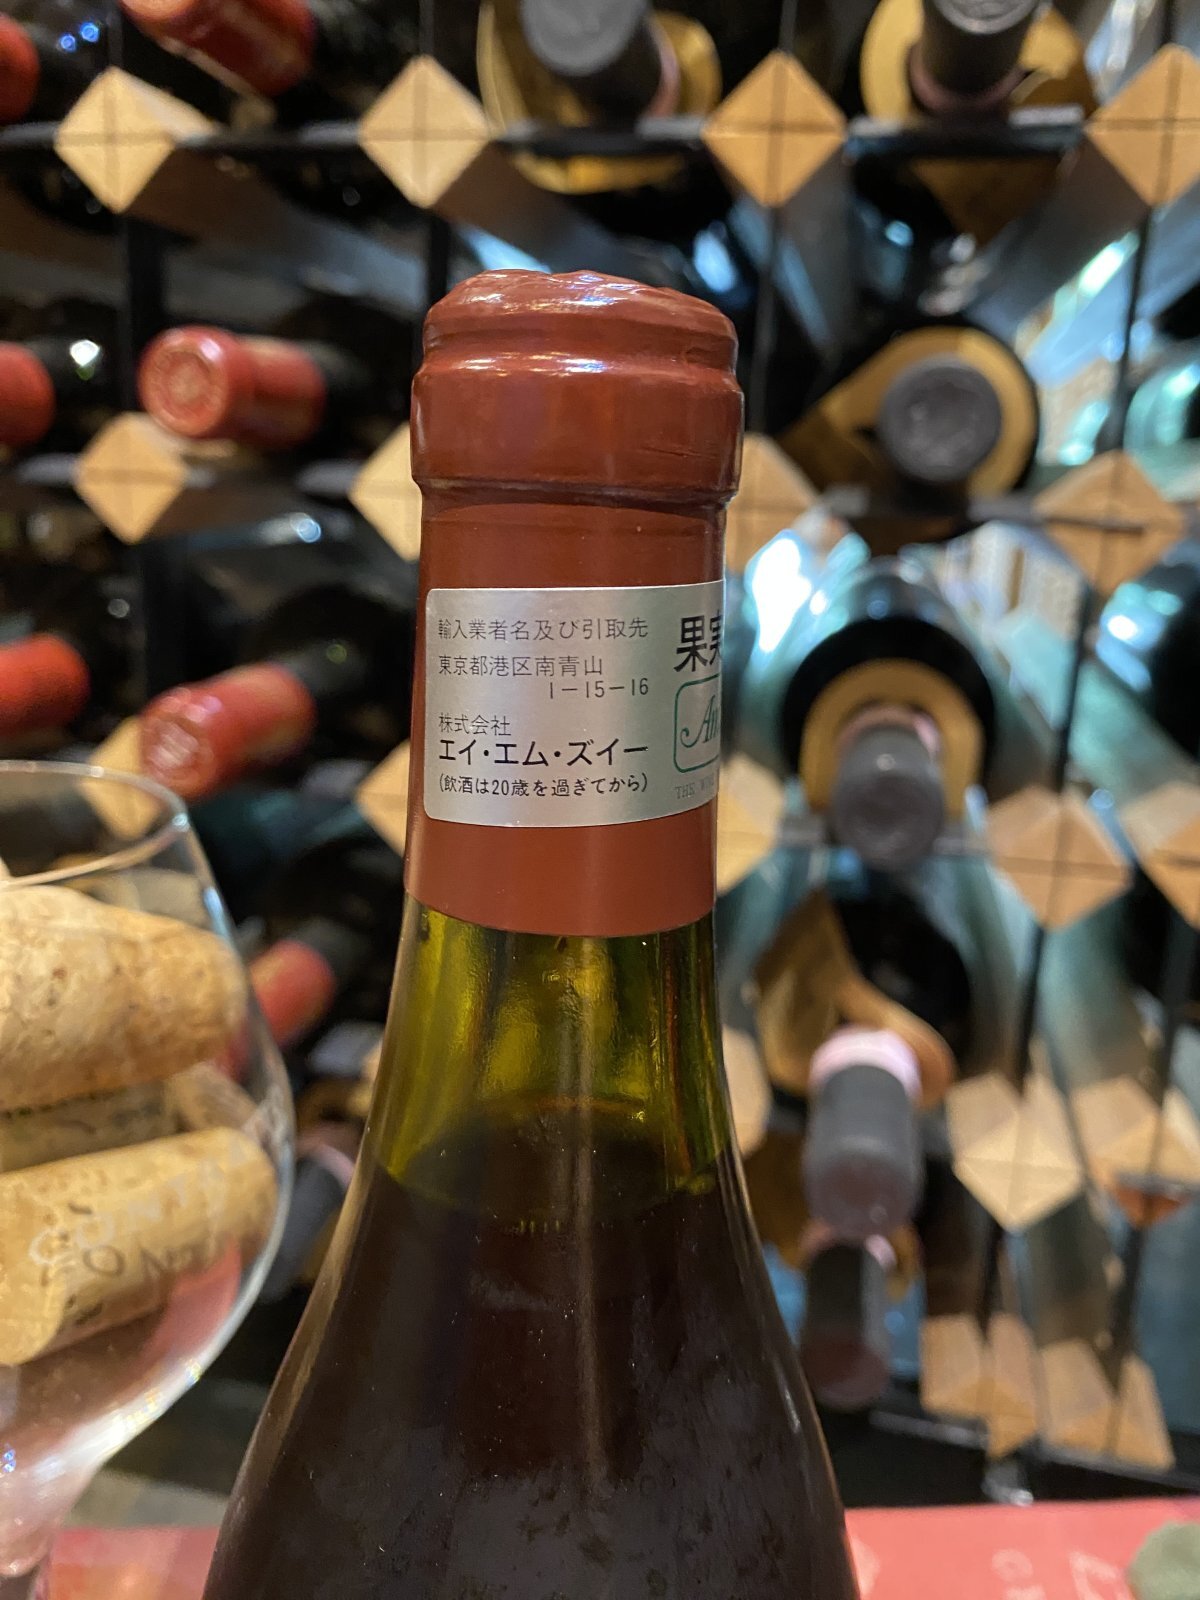 輸入業者名及び引取先
東京都港区南青山
1-15-16
株式会社
エイ・エム・ズイー
(飲酒は20歳を過ぎてから)
果実
An
THE